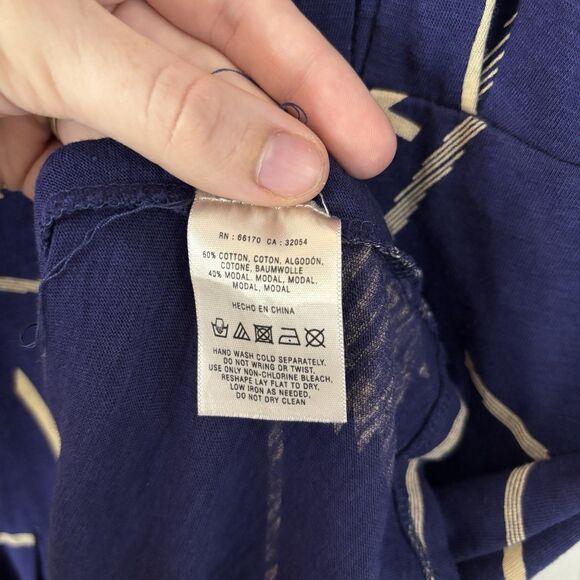 RN : 66170 CA : 32054
60% COTTON, COTON, ALGODÓN,
COTONE, BAUMWOLLE
40% MODAL, MODAL, MODAL,
MODAL, MODAL
HECHO EN CHINA
HAND WASH COLD SEPARATELY.
DO NOT WRING OR TWIST.
USE ONLY NON-CHLORINE BLEACH,
RESHAPE LAY FLAT TO DRY.
LOW IRON AS NEEDED.
DO NOT DRY CLEAN